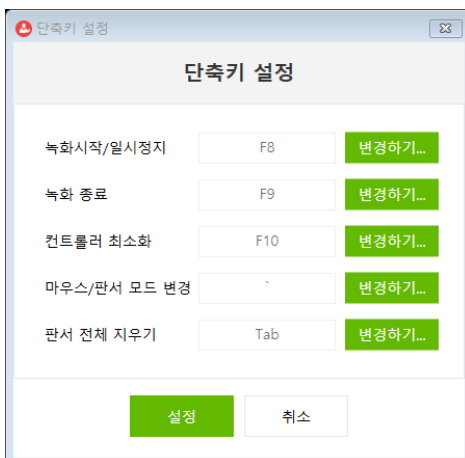 단축키 설정
단축키 설정
녹화시작/일시정지 F8 변경하기...
녹화 종료 F9 변경하기...
컨트롤러 최소화 F10 변경하기...
마우스/판서 모드 변경 ` 변경하기...
판서 전체 지우기 Tab 변경하기...
설정 취소